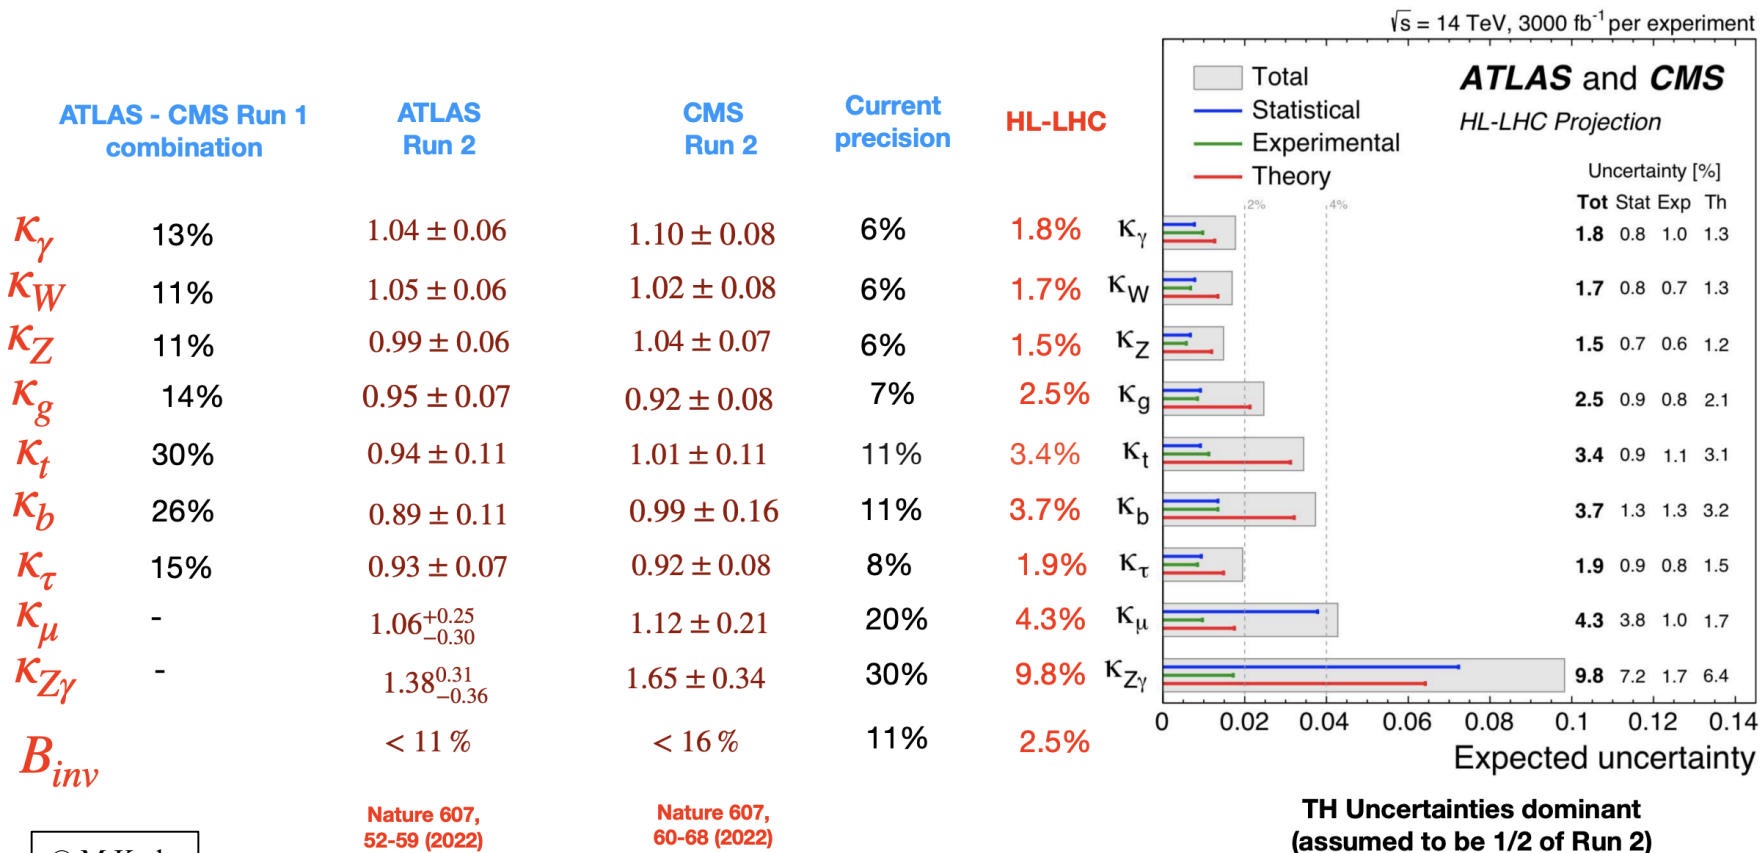 √s = 14 TeV, 3000 fb⁻¹ per experiment
ATLAS - CMS Run 1 combination
ATLAS Run 2
CMS Run 2
Current precision
HL-LHC
κγ 13% 1.04 ± 0.06 1.10 ± 0.08 6% 1.8%
κW 11% 1.05 ± 0.06 1.02 ± 0.08 6% 1.7%
κZ 11% 0.99 ± 0.06 1.04 ± 0.07 6% 1.5%
κg 14% 0.95 ± 0.07 0.92 ± 0.08 7% 2.5%
κt 30% 0.94 ± 0.11 1.01 ± 0.11 11% 3.4%
κb 26% 0.89 ± 0.11 0.99 ± 0.16 11% 3.7%
κτ 15% 0.93 ± 0.07 0.92 ± 0.08 8% 1.9%
κμ - 1.06 +0.25 −0.30 1.12 ± 0.21 20% 4.3%
κZγ - 1.38 0.31 −0.36 1.65 ± 0.34 30% 9.8%
Binv < 11 % < 16 % 11% 2.5%
Nature 607,
52-59 (2022)
Nature 607,
60-68 (2022)
Total
Statistical
Experimental
Theory
ATLAS and CMS
HL-LHC Projection
Uncertainty [%]
Tot Stat Exp Th
2% 4%
κγ 1.8 0.8 1.0 1.3
κW 1.7 0.8 0.7 1.3
κZ 1.5 0.7 0.6 1.2
κg 2.5 0.9 0.8 2.1
κt 3.4 0.9 1.1 3.1
κb 3.7 1.3 1.3 3.2
κτ 1.9 0.9 0.8 1.5
κμ 4.3 3.8 1.0 1.7
κZγ 9.8 7.2 1.7 6.4
0 0.02 0.04 0.06 0.08 0.1 0.12 0.14
Expected uncertainty
TH Uncertainties dominant
(assumed to be 1/2 of Run 2)